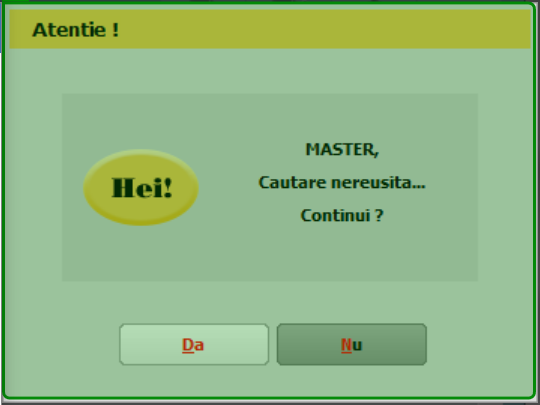 Atentie !
MASTER,
Hei!
Cautare nereusita...
Continui ?
Da
Nu